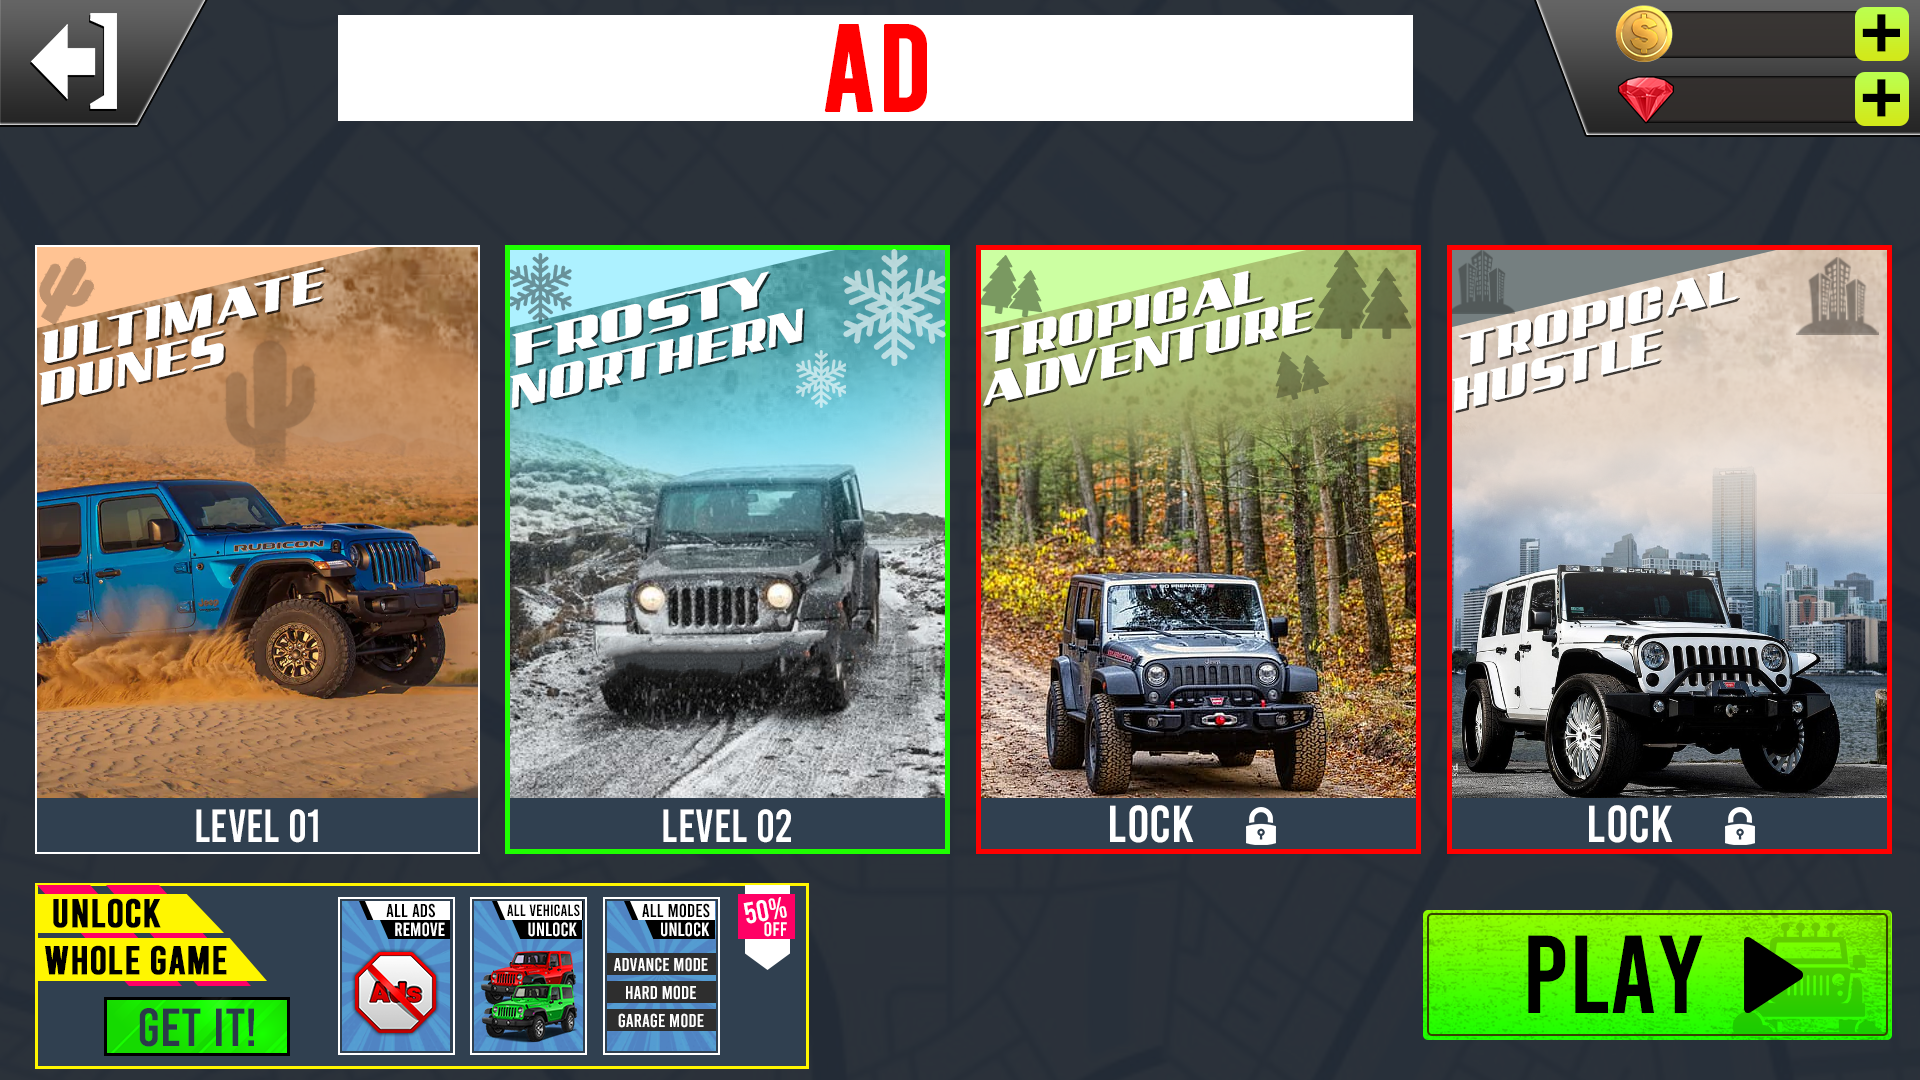 AD
ULTIMATE
DUNES
RUBICON
LEVEL 01
FROSTY
NORTHERN
LEVEL 02
TROPICAL
ADVENTURE
RUBICON
Jeep
LOCK
TROPICAL
HUSTLE
LOCK
UNLOCK
WHOLE GAME
GET IT!
ALL ADS
REMOVE
Ads
ALL VEHICALS
UNLOCK
ALL MODES
UNLOCK
ADVANCE MODE
HARD MODE
GARAGE MODE
50%
OFF
PLAY